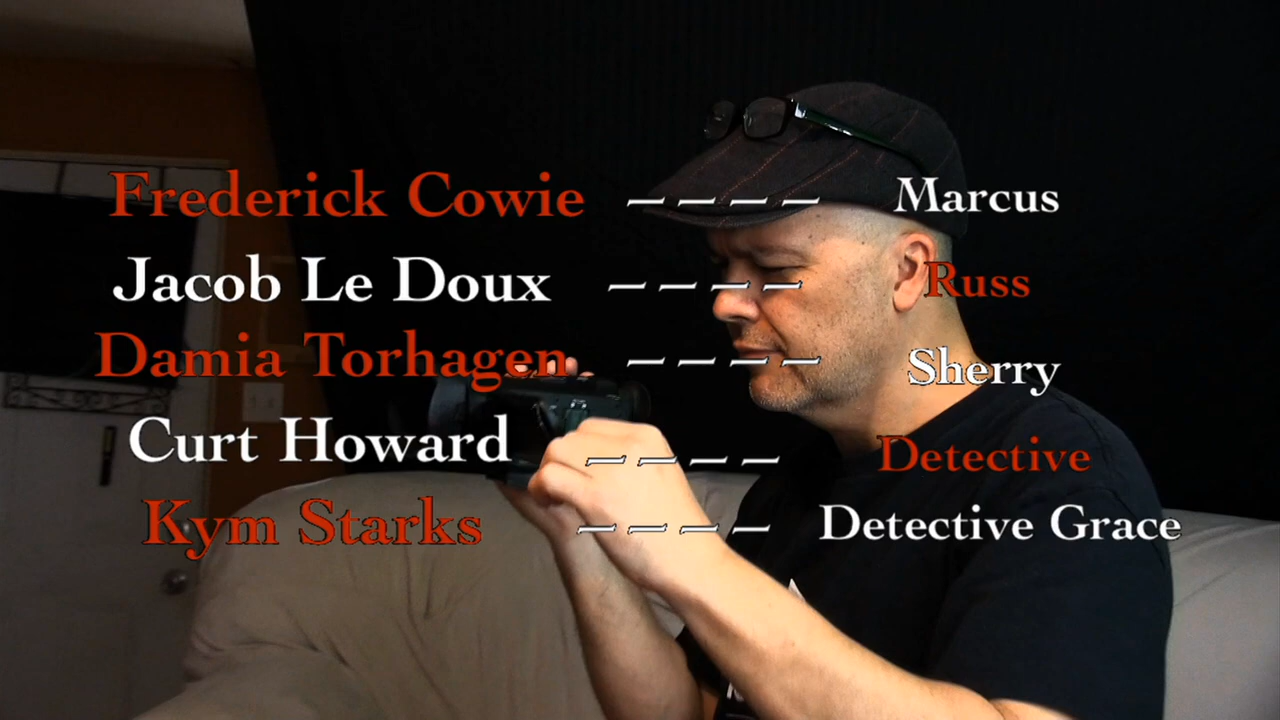 Frederick Cowie ---- Marcus
Jacob Le Doux ---- Russ
Damia Torhagen ---- Sherry
Curt Howard ---- Detective
Kym Starks ---- Detective Grace